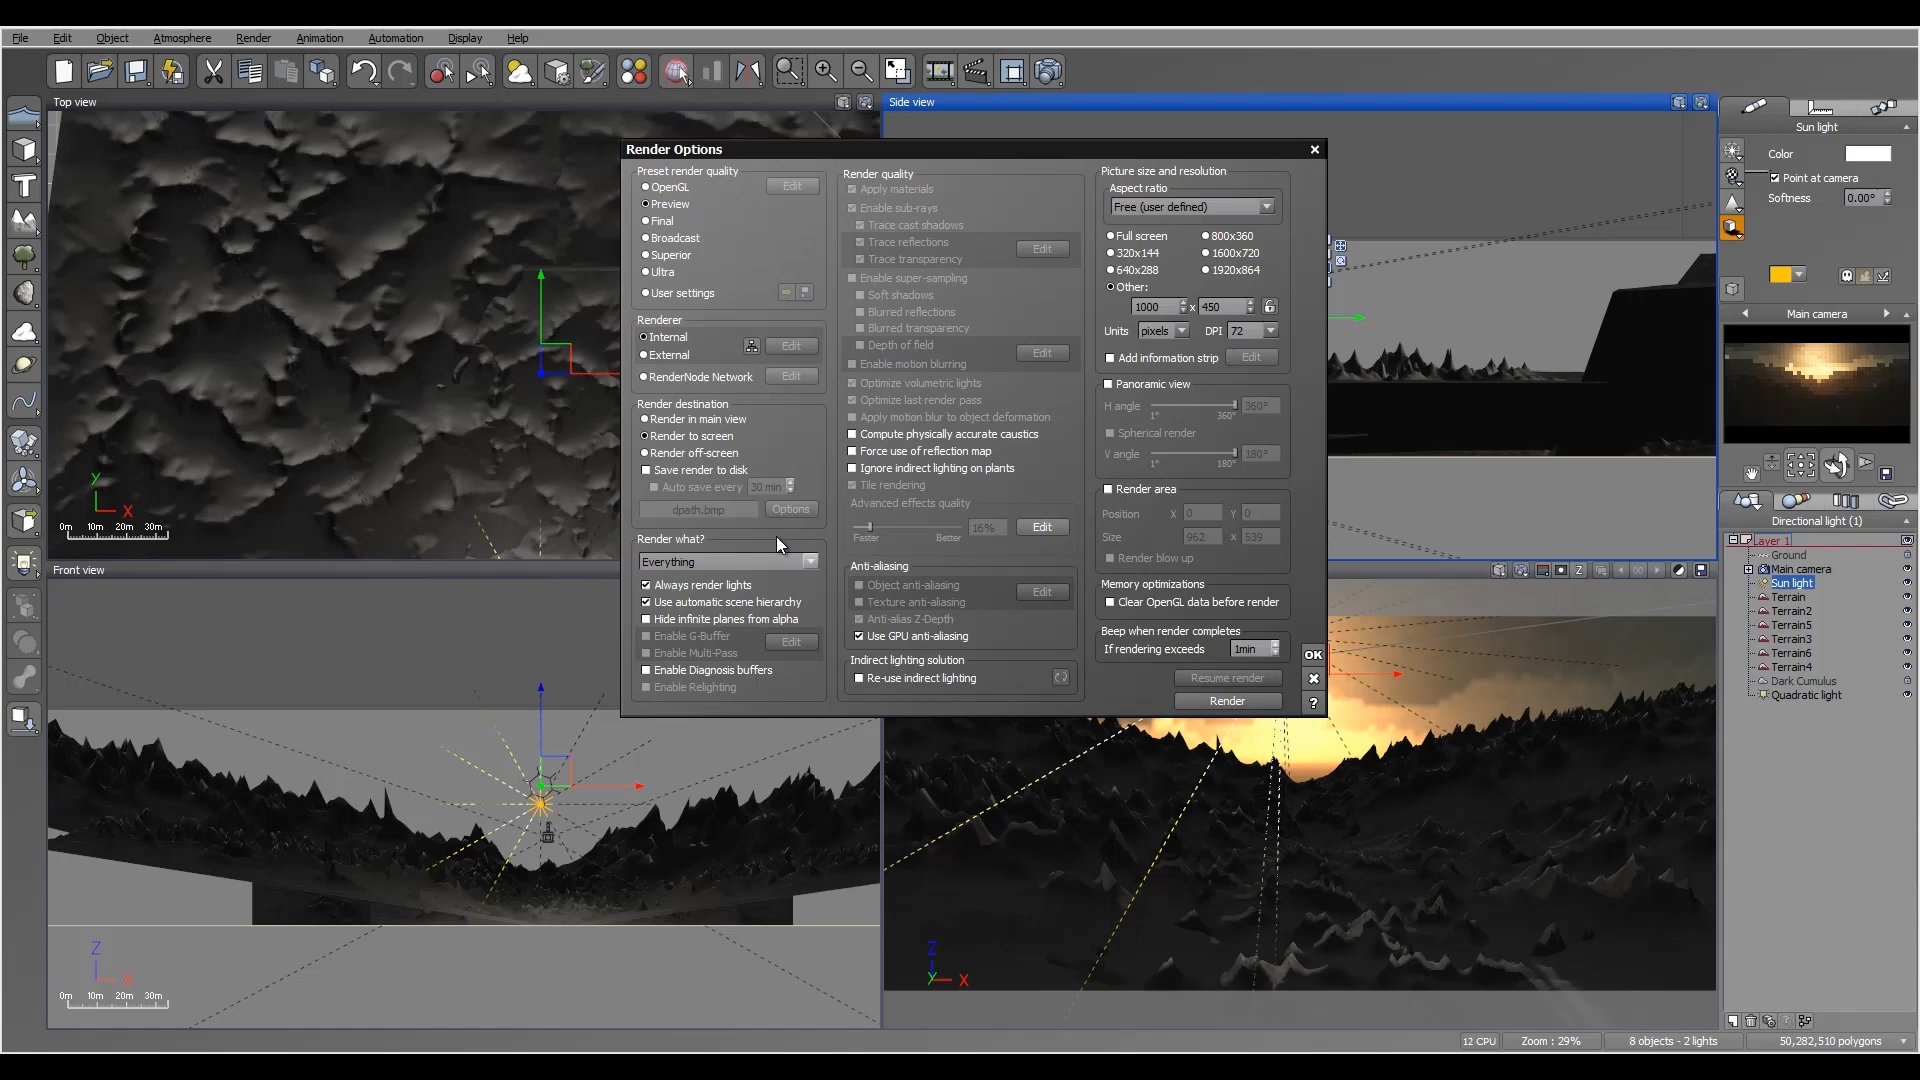 File Edit Object Atmosphere Render Animation Automation Display Help
Top view
Side view
Sun light
Color
Point at camera
Softness 0.00°
Main camera
Directional light (1)
Layer 1
Ground
Main camera
Sun light
Terrain
Terrain2
Terrain5
Terrain3
Terrain6
Terrain4
Dark Cumulus
Quadratic light
Render Options
Preset render quality
OpenGL Edit
Preview
Final
Broadcast
Superior
Ultra
User settings
Renderer
Internal
External Edit
RenderNode Network Edit
Render destination
Render in main view
Render to screen
Render off-screen
Save render to disk
Auto save every 30 min
dpath.bmp Options
Render what?
Everything
Always render lights
Use automatic scene hierarchy
Hide infinite planes from alpha
Enable G-Buffer Edit
Enable Multi-Pass
Enable Diagnosis buffers
Enable Relighting
Render quality
Apply materials
Enable sub-rays
Trace cast shadows
Trace reflections Edit
Trace transparency
Enable super-sampling
Soft shadows
Blurred reflections
Blurred transparency
Depth of field Edit
Enable motion blurring
Optimize volumetric lights
Optimize last render pass
Apply motion blur to object deformation
Compute physically accurate caustics
Force use of reflection map
Ignore indirect lighting on plants
Tile rendering
Advanced effects quality
16% Edit
Faster Better
Anti-aliasing
Object anti-aliasing Edit
Texture anti-aliasing
Anti-alias Z-Depth
Use GPU anti-aliasing
Indirect lighting solution
Re-use indirect lighting
Picture size and resolution
Aspect ratio
Free (user defined)
Full screen 800x360
320x144 1600x720
640x288 1920x864
Other:
1000 x 450
Units pixels DPI 72
Add information strip Edit
Panoramic view
H angle 360°
1° 360°
Spherical render
V angle 180°
1° 180°
Render area
Position X 0 Y 0
Size 962 x 539
Render blow up
Memory optimizations
Clear OpenGL data before render
Beep when render completes
If rendering exceeds 1min
OK
Resume render
Render
?
Y
X
0m 10m 20m 30m
Front view
Z
X
0m 10m 20m 30m
Z
Y X
12 CPU Zoom : 29% 8 objects - 2 lights 50,282,510 polygons